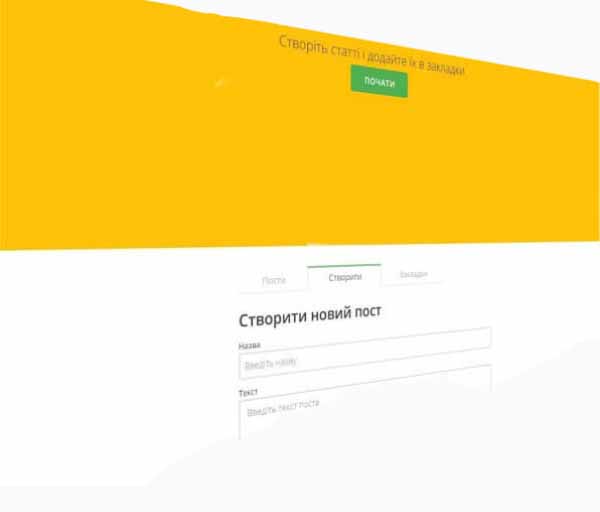 Створіть статті і додайте їх в закладки
ПОЧАТИ
Пости
Створити
Закладки
Створити новий пост
Назва
Введіть назву
Текст
Введіть текст поста